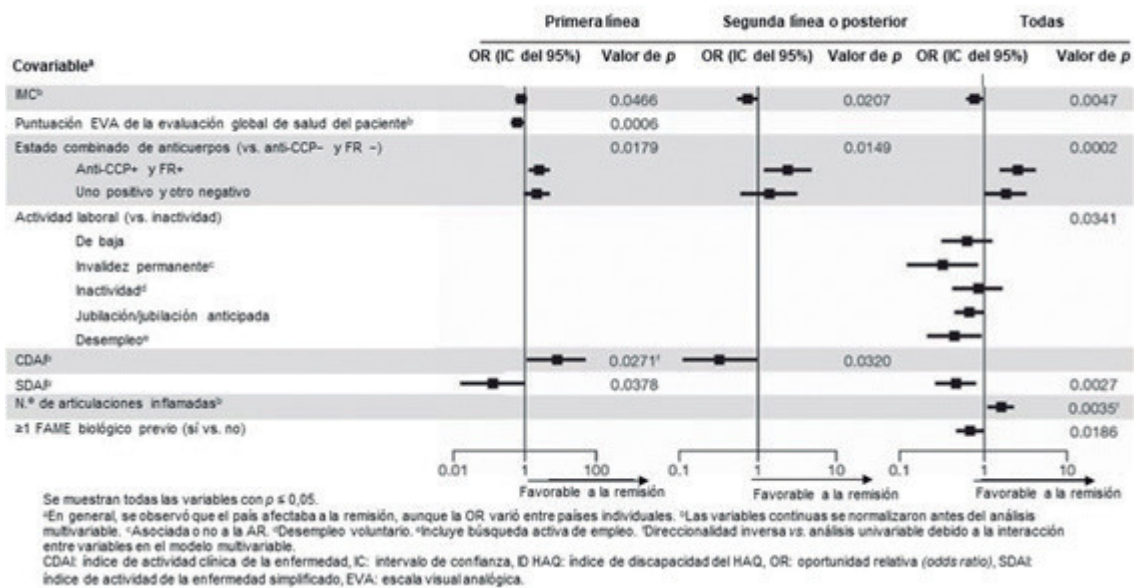 Primera línea Segunda línea o posterior Todas
Covariableª OR (IC del 95%) Valor de p OR (IC del 95%) Valor de p OR (IC del 95%) Valor de p
IMCᵇ 0.0466 0.0207 0.0047
Puntuación EVA de la evaluación global de salud del pacienteᵇ 0.0006
Estado combinado de anticuerpos (vs. anti-CCP− y FR −) 0.0179 0.0149 0.0002
Anti-CCP+ y FR+
Uno positivo y otro negativo
Actividad laboral (vs. inactividad) 0.0341
De baja
Invalidez permanenteᶜ
Inactividadᵈ
Jubilación/jubilación anticipada
Desempleoᵉ
CDAIᵇ 0.0271ᶠ 0.0320
SDAIᵇ 0.0378 0.0027
N.º de articulaciones inflamadasᵇ 0.0035ᶠ
≥1 FAME biológico previo (sí vs. no) 0.0186
0.01 1 100 0.1 1 10 0.1 1 10
Favorable a la remisión Favorable a la remisión Favorable a la remisión
Se muestran todas las variables con p ≤ 0,05.
ªEn general, se observó que el país afectaba a la remisión, aunque la OR varió entre países individuales. ᵇLas variables continuas se normalizaron antes del análisis
multivariable. ᶜAsociada o no a la AR. ᵈDesempleo voluntario. ᵉIncluye búsqueda activa de empleo. ᶠDireccionalidad inversa vs. análisis univariable debido a la interacción
entre variables en el modelo multivariable.
CDAI: índice de actividad clínica de la enfermedad, IC: intervalo de confianza, ID HAQ: índice de discapacidad del HAQ, OR: oportunidad relativa (odds ratio), SDAI:
índice de actividad de la enfermedad simplificado, EVA: escala visual analógica.